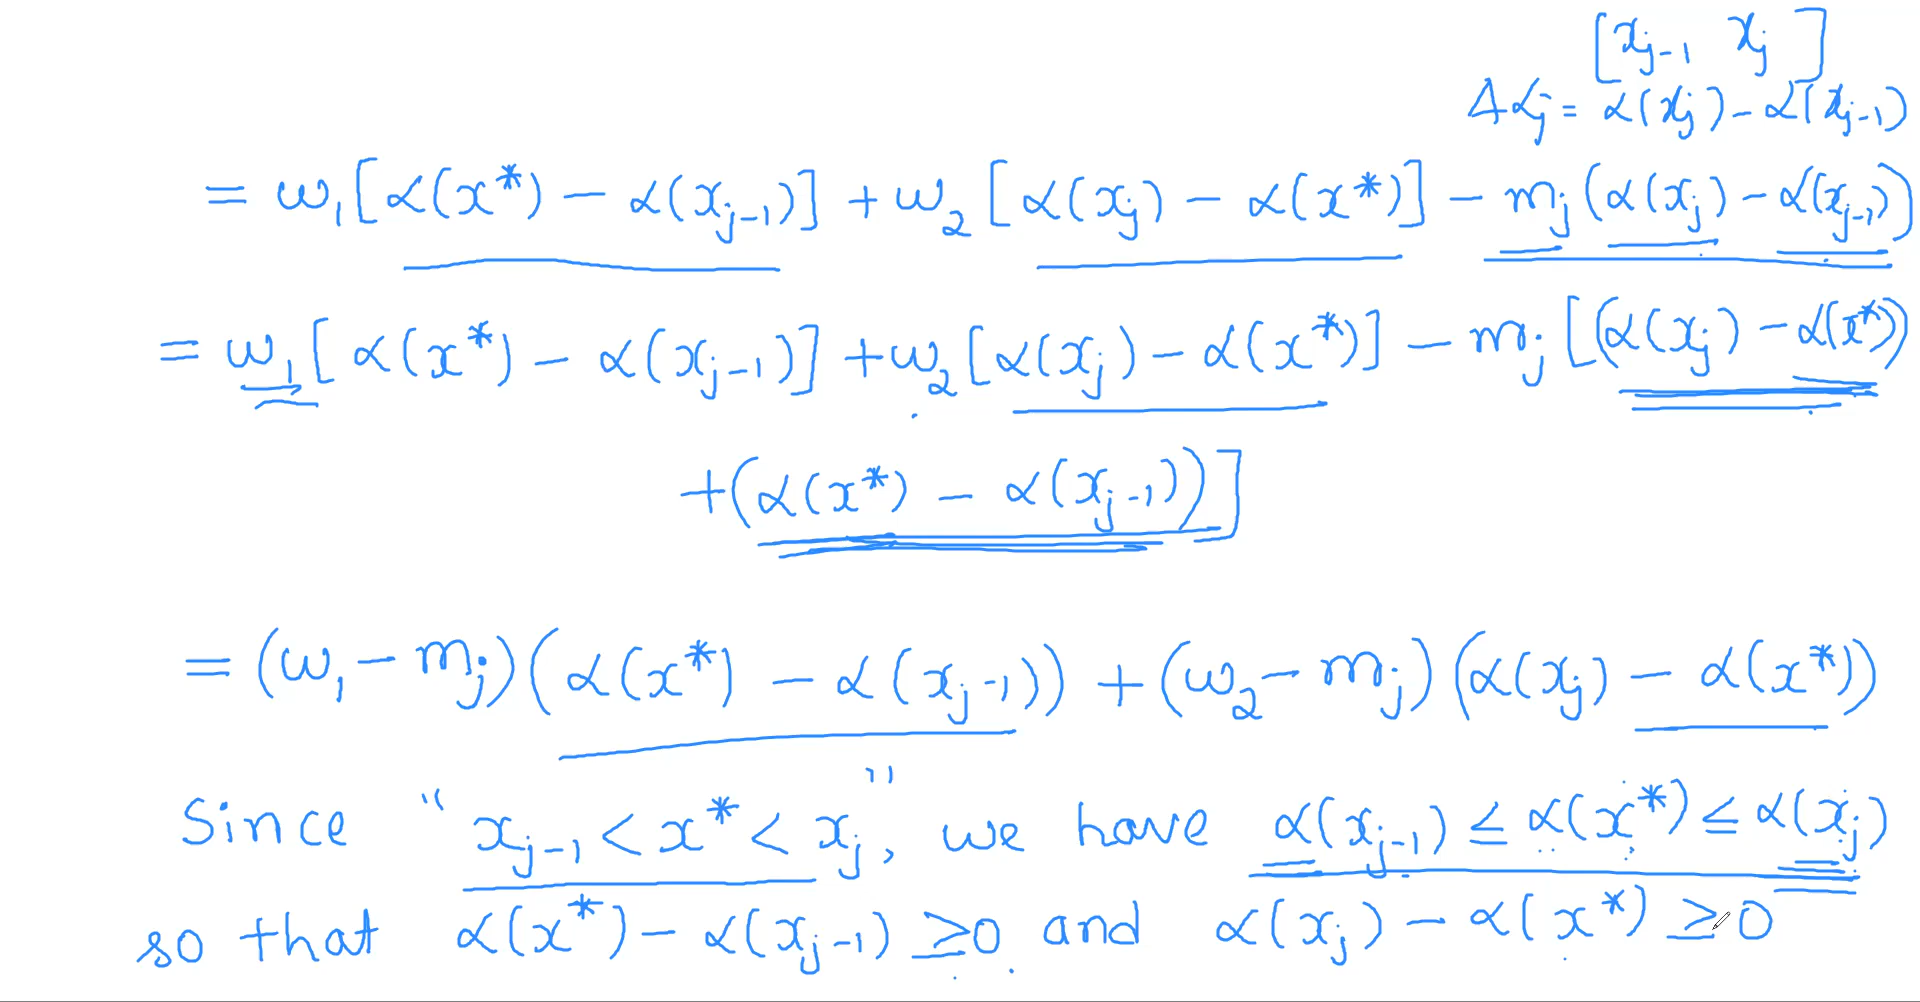 [x_{j-1} x_j]
Δα_j = α(x_j) - α(x_{j-1})
= w_1[α(x*) - α(x_{j-1})] + w_2[α(x_j) - α(x*)] - m_j(α(x_j) - α(x_{j-1}))
= w_1[α(x*) - α(x_{j-1})] + w_2[α(x_j) - α(x*)] - m_j[(α(x_j) - α(x*))
+(α(x*) - α(x_{j-1}))]
= (w_1 - m_j)(α(x*) - α(x_{j-1})) + (w_2 - m_j)(α(x_j) - α(x*))
Since "x_{j-1} < x* < x_j", we have α(x_{j-1}) ≤ α(x*) ≤ α(x_j)
so that α(x*) - α(x_{j-1}) ≥ 0 and α(x_j) - α(x*) ≥ 0